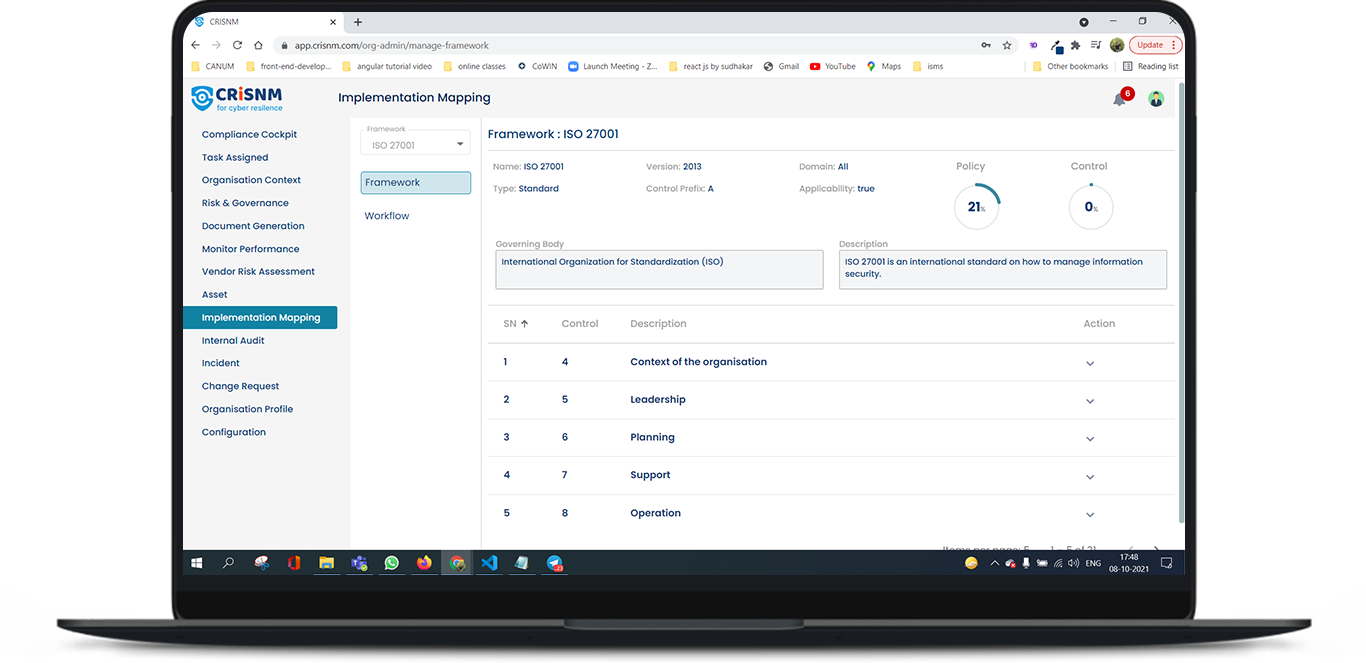 CRISNM
app.crisnm.com/org-admin/manage-framework
Update
CANUM
front-end-develop...
angular tutorial video
online classes
CoWIN
Launch Meeting - Z...
react js by sudhakar
Gmail
YouTube
Maps
isms
Other bookmarks
Reading list
CRiSNM
for cyber resilence
Implementation Mapping
6
Compliance Cockpit
Task Assigned
Organisation Context
Risk & Governance
Document Generation
Monitor Performance
Vendor Risk Assessment
Asset
Implementation Mapping
Internal Audit
Incident
Change Request
Organisation Profile
Configuration
Framework
ISO 27001
Framework
Workflow
Framework : ISO 27001
Name: ISO 27001
Version: 2013
Domain: All
Policy
Control
Type: Standard
Control Prefix: A
Applicability: true
21%
0%
Governing Body
International Organization for Standardization (ISO)
Description
ISO 27001 is an international standard on how to manage information
security.
SN Control Description Action
1 4 Context of the organisation
2 5 Leadership
3 6 Planning
4 7 Support
5 8 Operation
Items per page: 5 1 – 5 of 21
ENG
17:48
08-10-2021